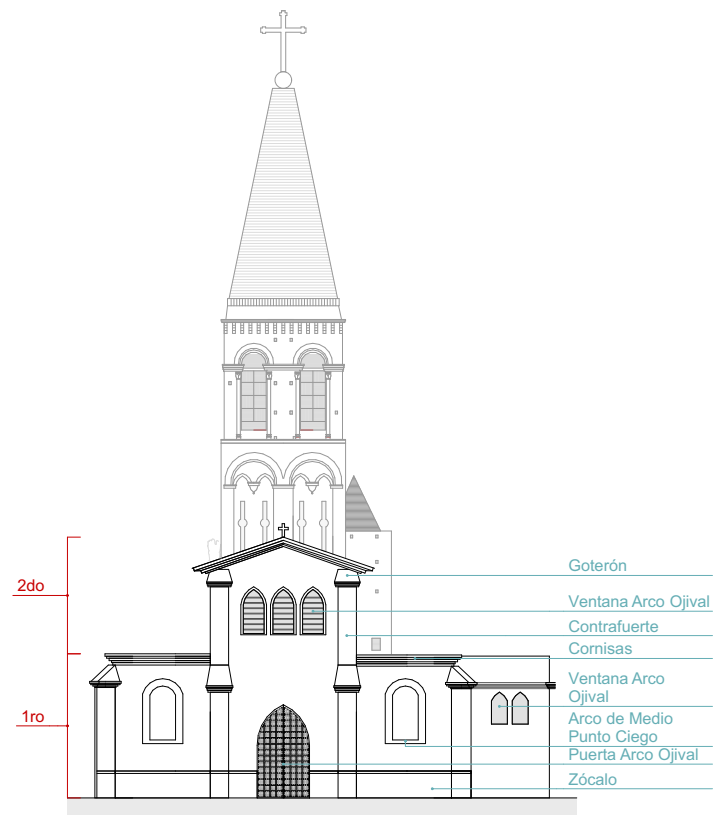 Goterón
2do
Ventana Arco Ojival
Contrafuerte
Cornisas
Ventana Arco
Ojival
1ro
Arco de Medio
Punto Ciego
Puerta Arco Ojival
Zócalo